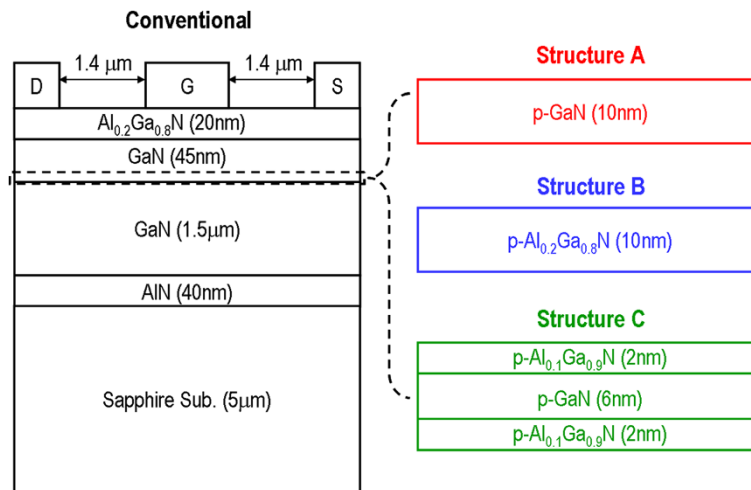 Conventional
1.4 μm
1.4 μm
D
G
S
Al₀.₂Ga₀.₈N (20nm)
GaN (45nm)
GaN (1.5μm)
AlN (40nm)
Sapphire Sub. (5μm)
Structure A
p-GaN (10nm)
Structure B
p-Al₀.₂Ga₀.₈N (10nm)
Structure C
p-Al₀.₁Ga₀.₉N (2nm)
p-GaN (6nm)
p-Al₀.₁Ga₀.₉N (2nm)